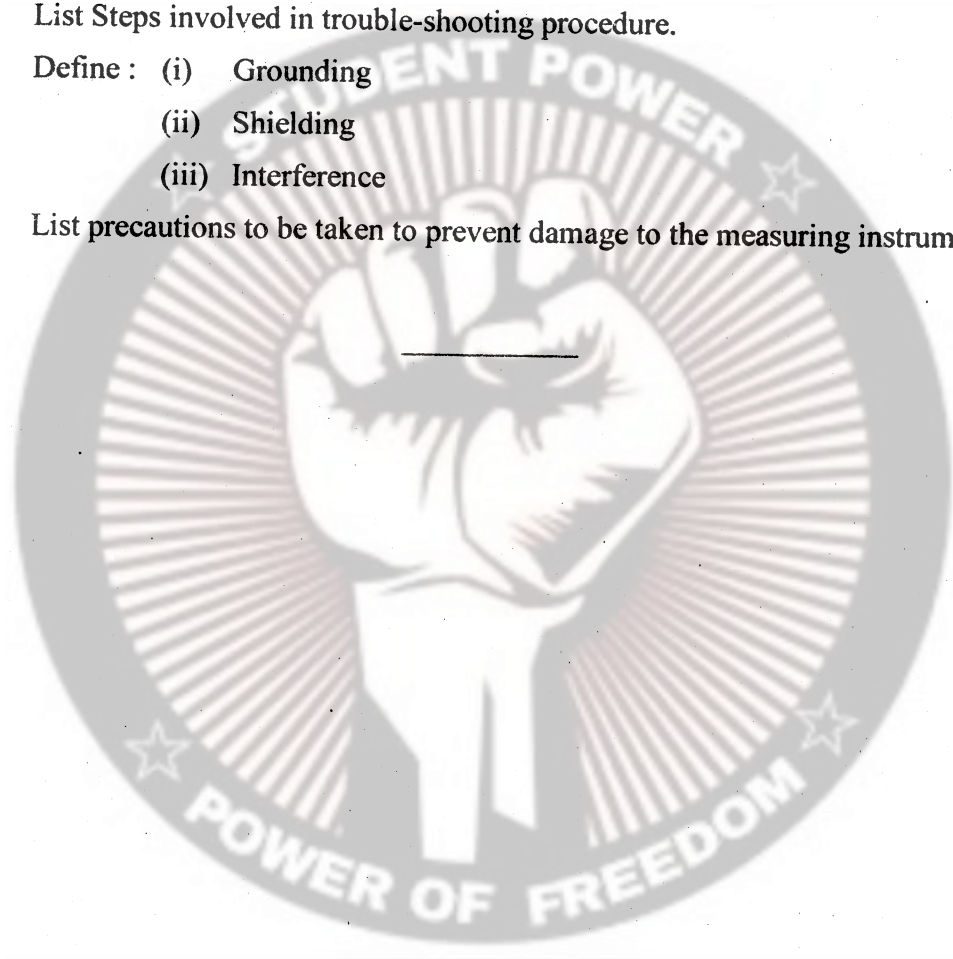 List Steps involved in trouble-shooting procedure.
Define : (i) Grounding
(ii) Shielding
(iii) Interference
List precautions to be taken to prevent damage to the measuring instrum
STUDENT POWER
POWER OF FREEDOM